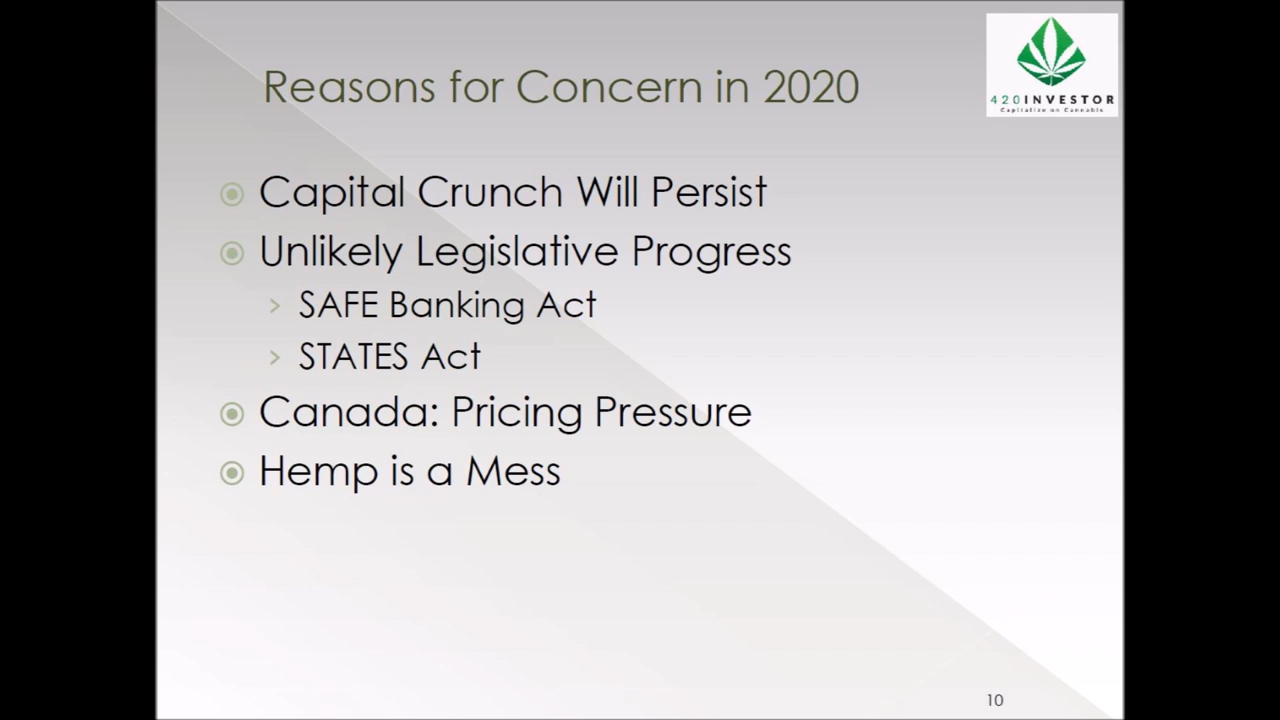 Reasons for Concern in 2020
420INVESTOR
Capitalize on Cannabis
Capital Crunch Will Persist
Unlikely Legislative Progress
SAFE Banking Act
STATES Act
Canada: Pricing Pressure
Hemp is a Mess
10